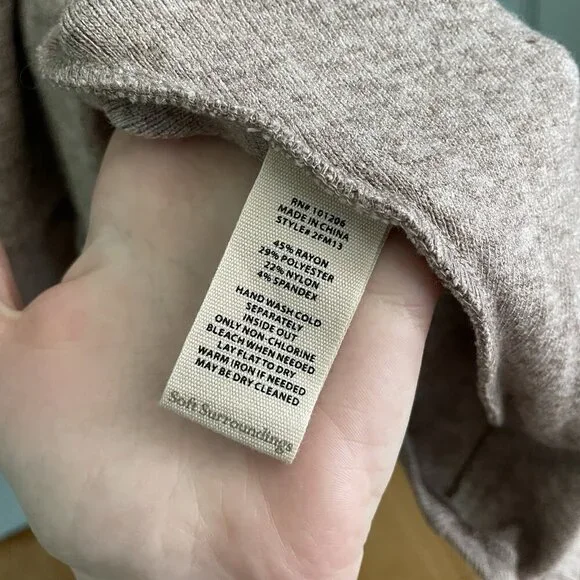 RN# 101206
MADE IN CHINA
STYLE# 2FM13
45% RAYON
29% POLYESTER
22% NYLON
4% SPANDEX
HAND WASH COLD
SEPARATELY
INSIDE OUT
ONLY NON-CHLORINE
BLEACH WHEN NEEDED
LAY FLAT TO DRY
WARM IRON IF NEEDED
MAY BE DRY CLEANED
Soft Surroundings